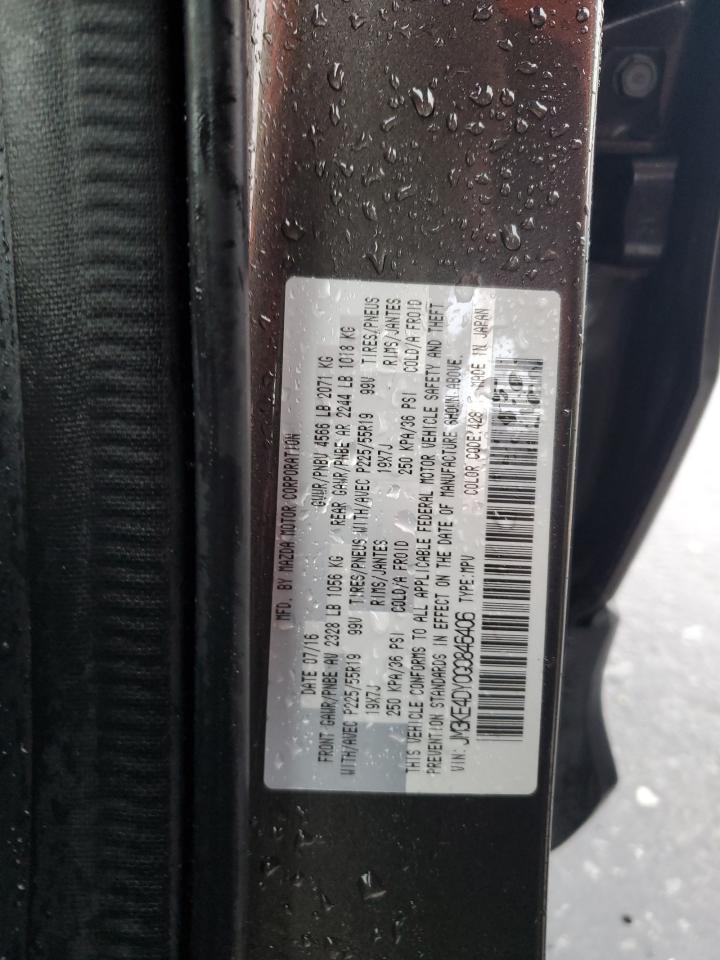 MFD. BY MAZDA MOTOR CORPORATION
DATE 07/16 GVWR/PNBV 4566 LB 2071 KG
FRONT GAWR/PNBE AV 2328 LB 1056 KG REAR GAWR/PNBE AR 2244 LB 1018 KG
WITH/AVEC P225/55R19 99V TIRES/PNEUS WITH/AVEC P225/55R19 99V TIRES/PNEUS
19X7J RIMS/JANTES 19X7J RIMS/JANTES
250 KPA/36 PSI COLD/A FROID 250 KPA/36 PSI COLD/A FROID
THIS VEHICLE CONFORMS TO ALL APPLICABLE FEDERAL MOTOR VEHICLE SAFETY AND THEFT
PREVENTION STANDARDS IN EFFECT ON THE DATE OF MANUFACTURE SHOWN ABOVE.
VIN: JM3KE4DY0G0846406 TYPE:MPV COLOR CODE:42B MADE IN JAPAN